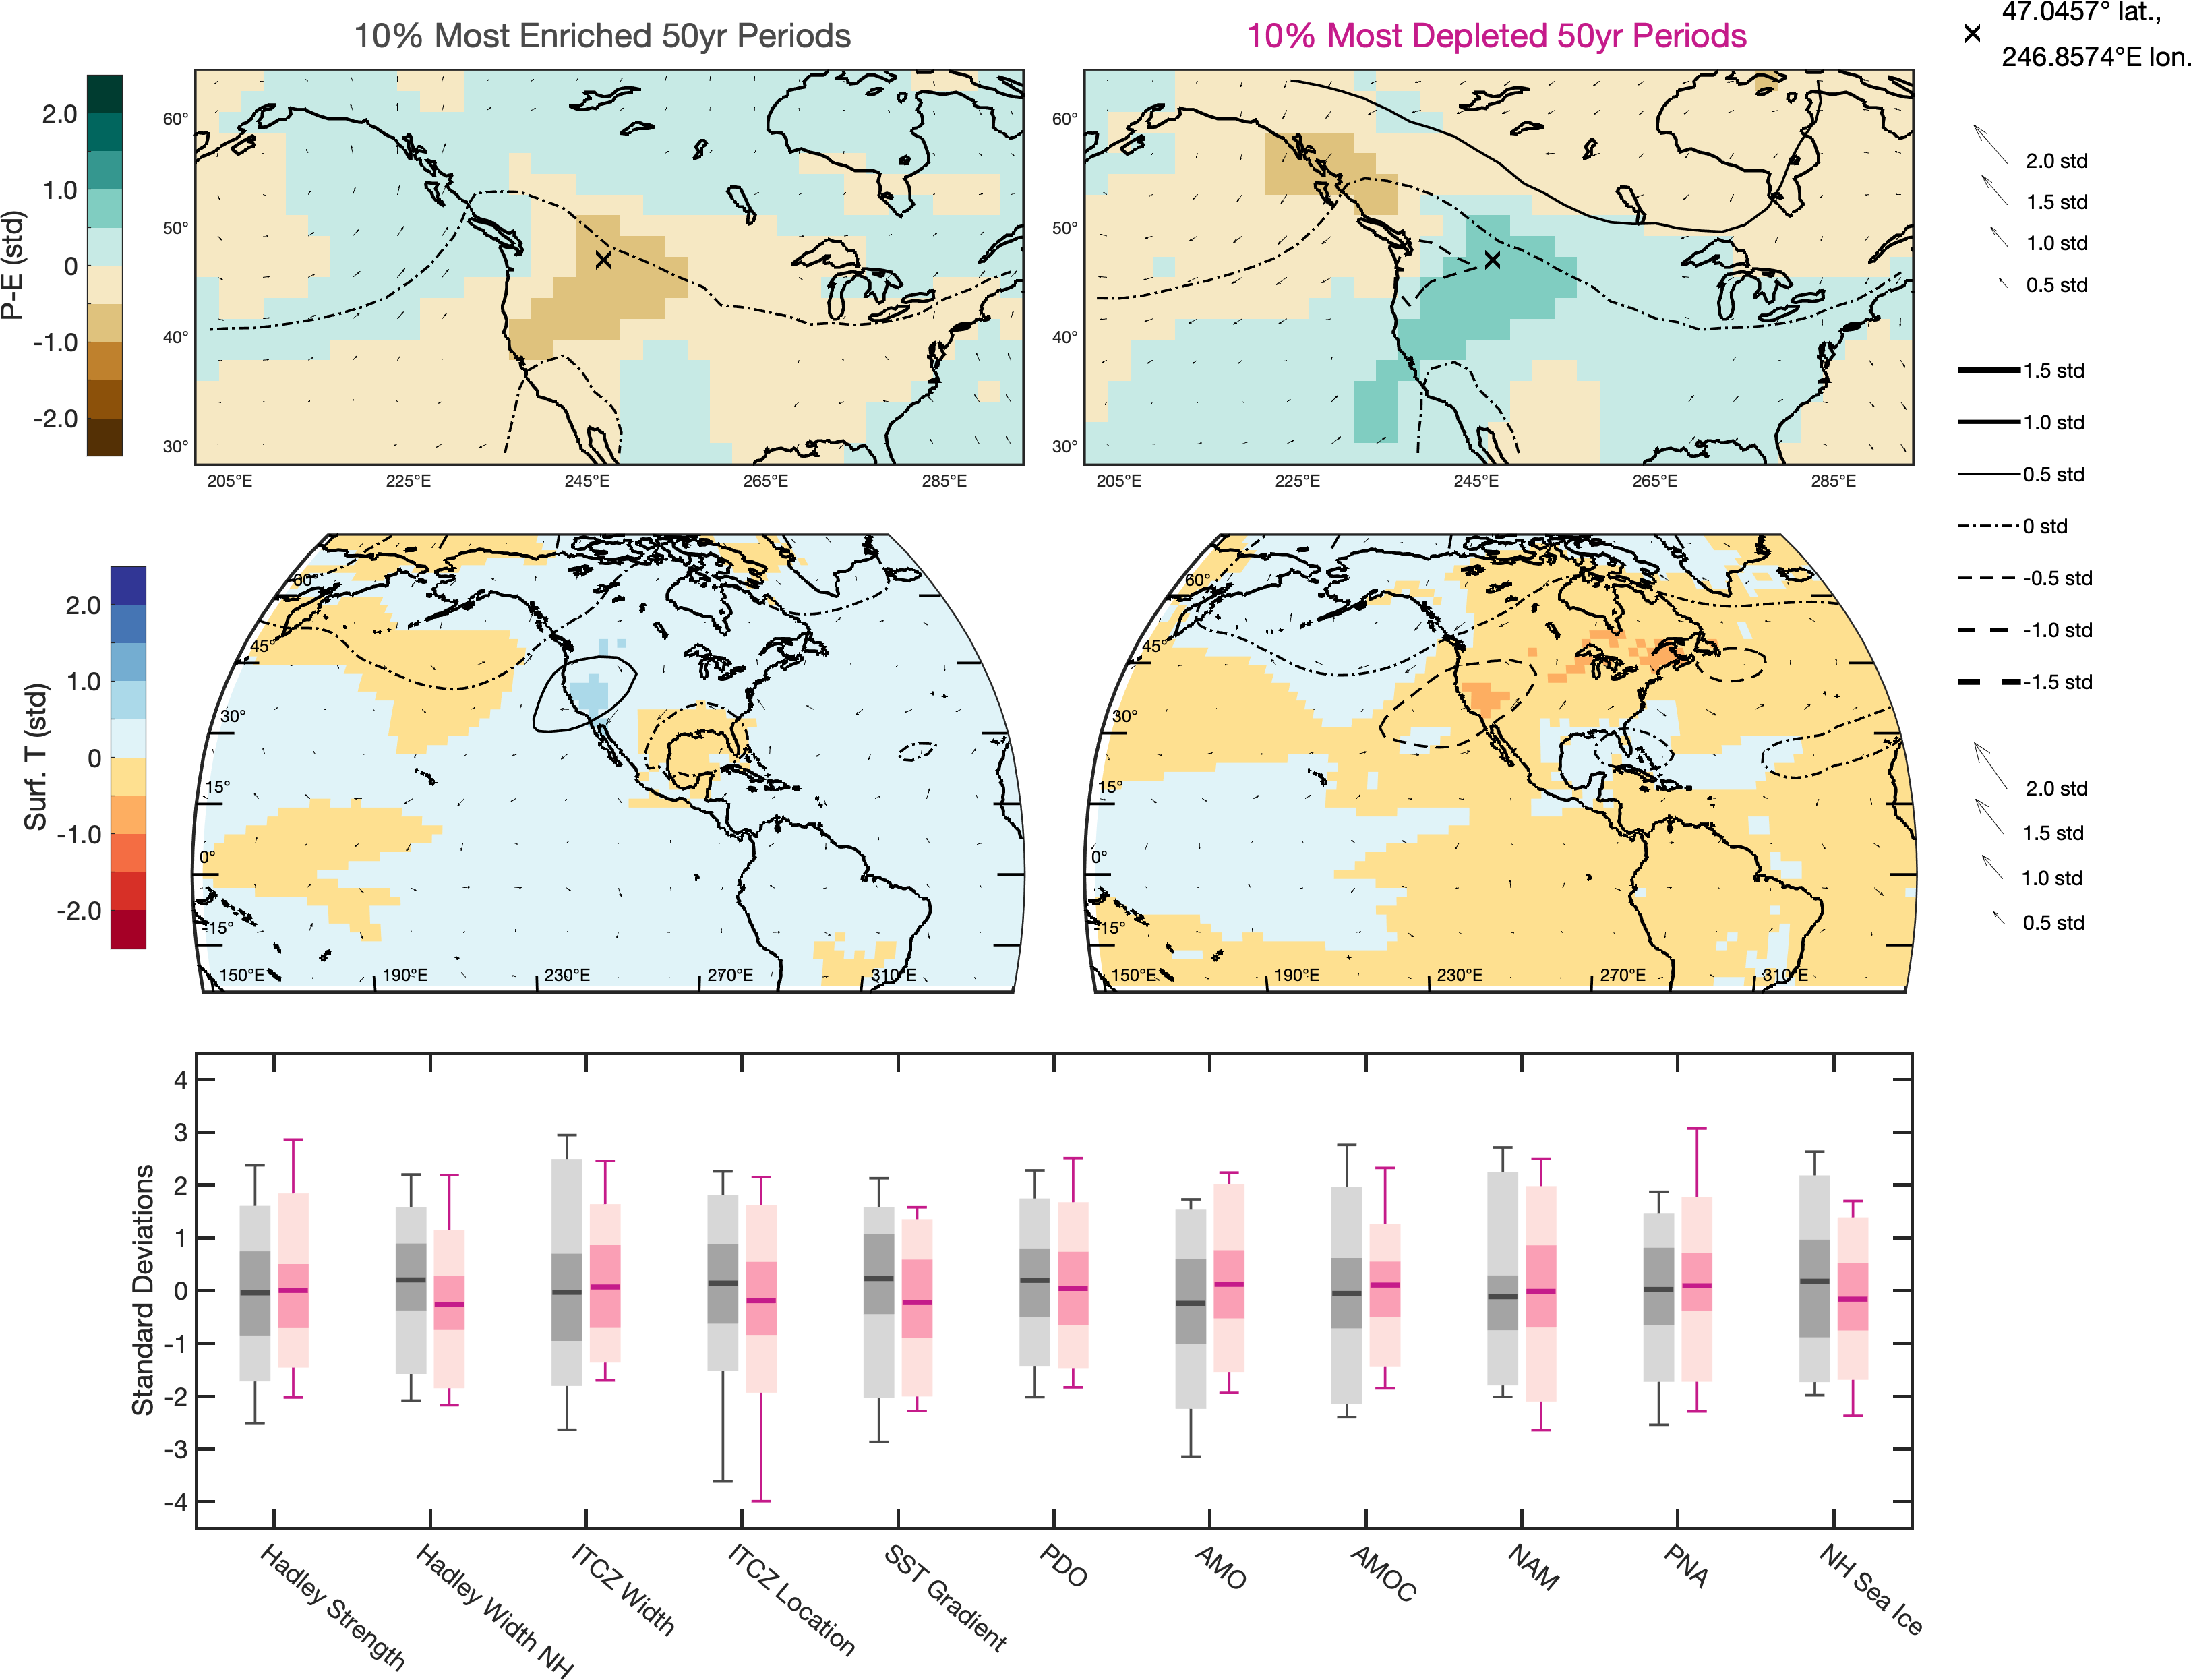 10% Most Enriched 50yr Periods
10% Most Depleted 50yr Periods
47.0457° lat.,
246.8574°E lon.
P-E (std)
2.0
1.0
0
-1.0
-2.0
60°
50°
40°
30°
205°E 225°E 245°E 265°E 285°E
60°
50°
40°
30°
205°E 225°E 245°E 265°E 285°E
2.0 std
1.5 std
1.0 std
0.5 std
1.5 std
1.0 std
0.5 std
0 std
-0.5 std
-1.0 std
-1.5 std
2.0 std
1.5 std
1.0 std
0.5 std
Surf. T (std)
2.0
1.0
0
-1.0
-2.0
60°
45°
30°
15°
0°
-15°
150°E 190°E 230°E 270°E 310°E
60°
45°
30°
15°
0°
-15°
150°E 190°E 230°E 270°E 310°E
Standard Deviations
4
3
2
1
0
-1
-2
-3
-4
Hadley Strength
Hadley Width NH
ITCZ Width
ITCZ Location
SST Gradient
PDO
AMO
AMOC
NAM
PNA
NH Sea Ice